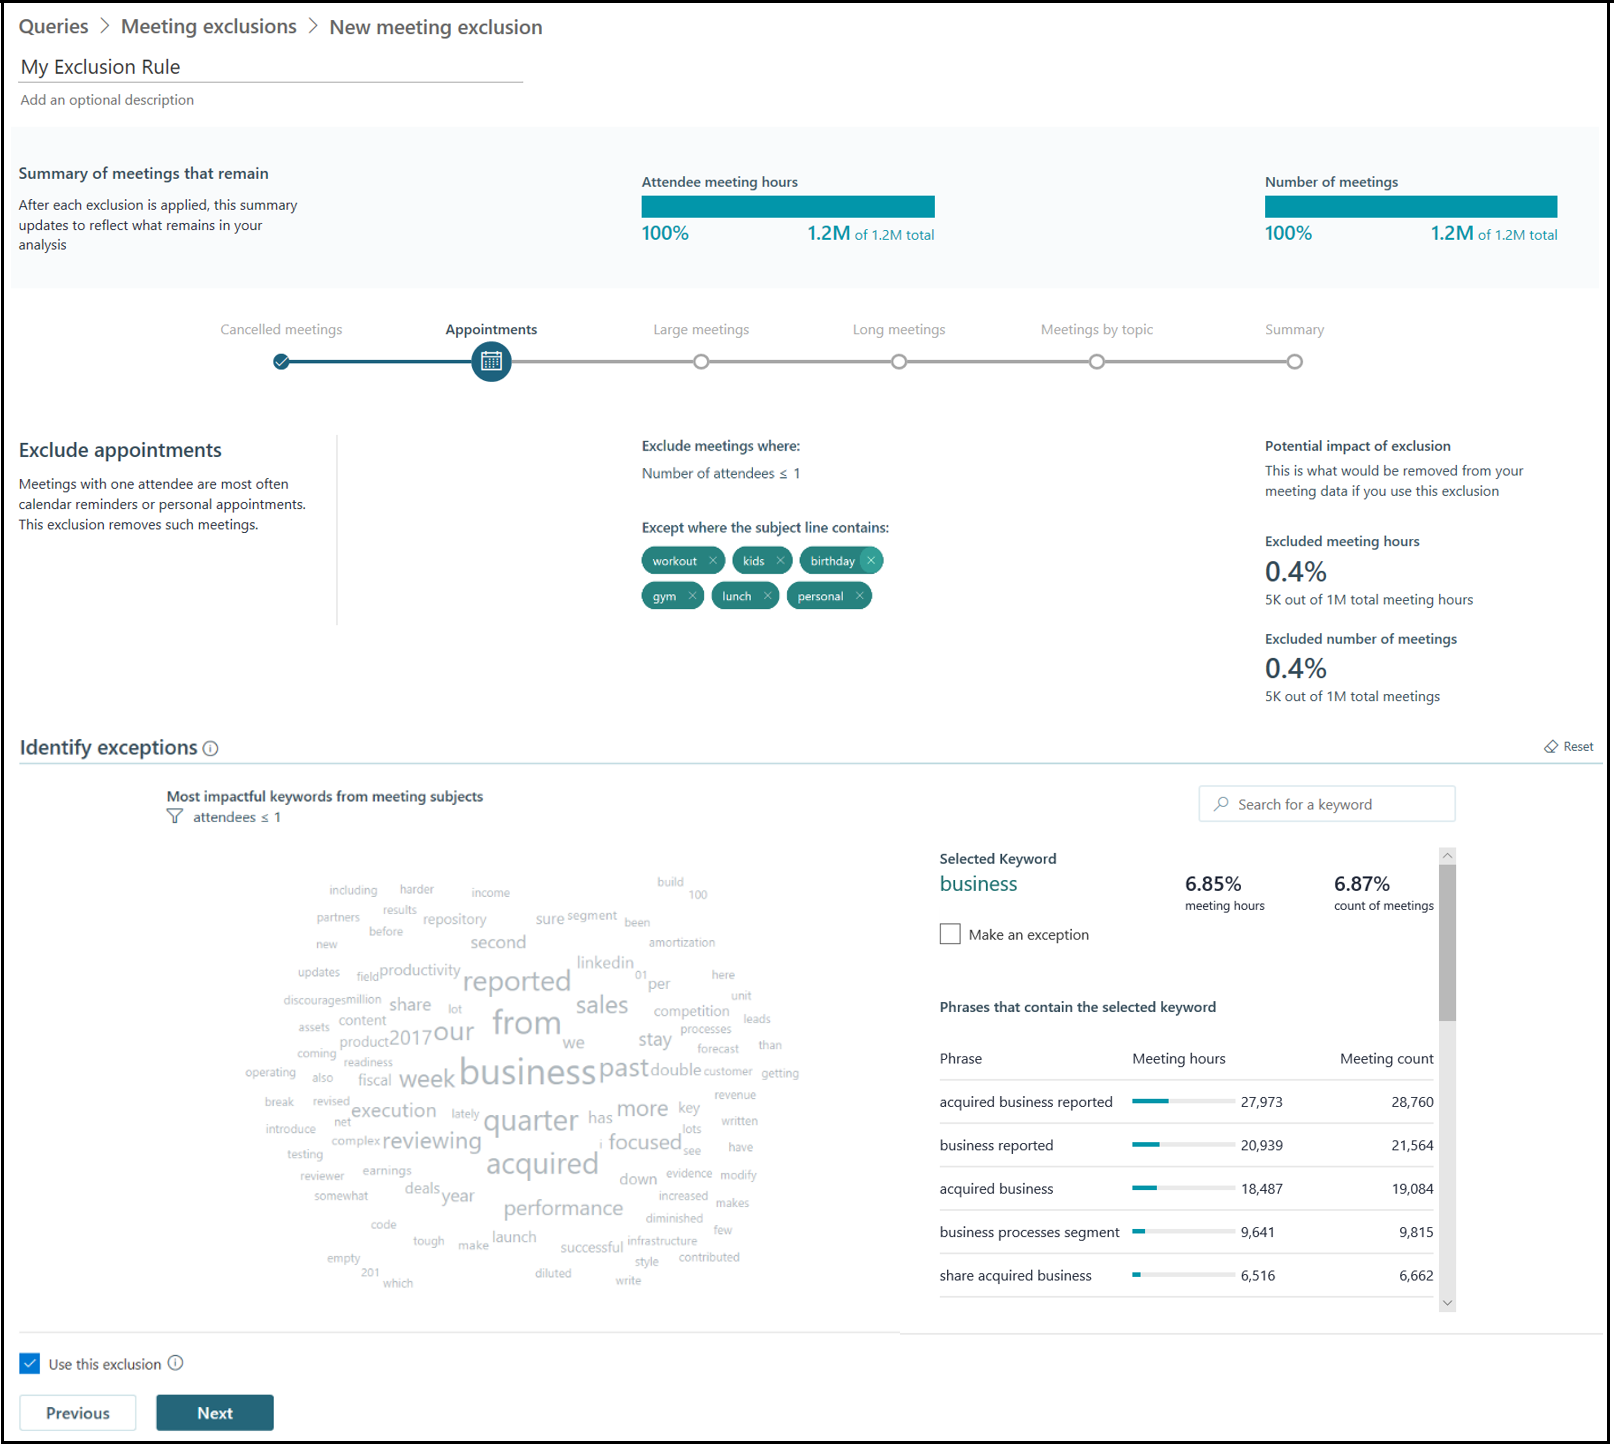 Queries > Meeting exclusions > New meeting exclusion
My Exclusion Rule
Add an optional description
Summary of meetings that remain
After each exclusion is applied, this summary
updates to reflect what remains in your
analysis
Attendee meeting hours
100% 1.2M of 1.2M total
Number of meetings
100% 1.2M of 1.2M total
Cancelled meetings Appointments Large meetings Long meetings Meetings by topic Summary
Exclude appointments
Meetings with one attendee are most often
calendar reminders or personal appointments.
This exclusion removes such meetings.
Exclude meetings where:
Number of attendees ≤ 1
Except where the subject line contains:
workout × kids × birthday ×
gym × lunch × personal ×
Potential impact of exclusion
This is what would be removed from your
meeting data if you use this exclusion
Excluded meeting hours
0.4%
5K out of 1M total meeting hours
Excluded number of meetings
0.4%
5K out of 1M total meetings
Identify exceptions
Reset
Most impactful keywords from meeting subjects
attendees ≤ 1
build
including harder income 100
results
partners repository sure segment been
before
new second amortization
linkedin
updates field productivity reported 01 per here
unit
discourages million share lot from sales competition leads
assets content processes
product 2017 our we stay forecast than
coming readiness
operating also fiscal week business past double customer getting
break revised execution lately quarter has more key revenue
introduce net lots written
complex reviewing i focused see have
testing acquired
reviewer earnings down evidence modify
somewhat deals year increased makes
performance diminished
code few
tough make launch successful infrastructure
empty style contributed
201 diluted
which write
Search for a keyword
Selected Keyword
business
6.85%
meeting hours
6.87%
count of meetings
Make an exception
Phrases that contain the selected keyword
Phrase Meeting hours Meeting count
acquired business reported 27,973 28,760
business reported 20,939 21,564
acquired business 18,487 19,084
business processes segment 9,641 9,815
share acquired business 6,516 6,662
Use this exclusion
Previous Next